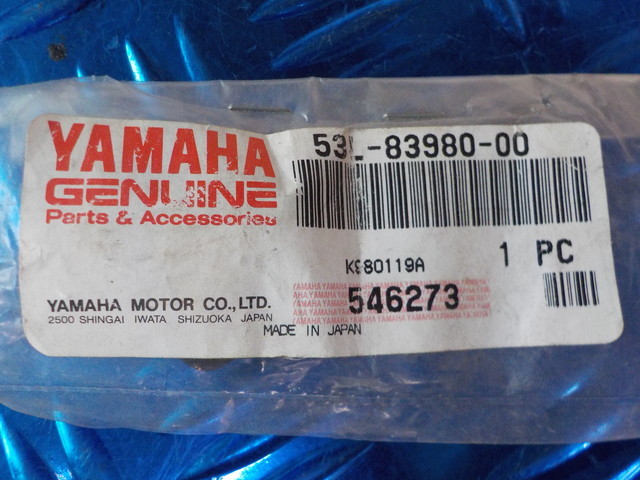 YAMAHA
GENUINE
Parts & Accessories
53L-83980-00
1 PC
K980119A
546273
YAMAHA MOTOR CO., LTD.
2500 SHINGAI IWATA SHIZUOKA JAPAN
MADE IN JAPAN